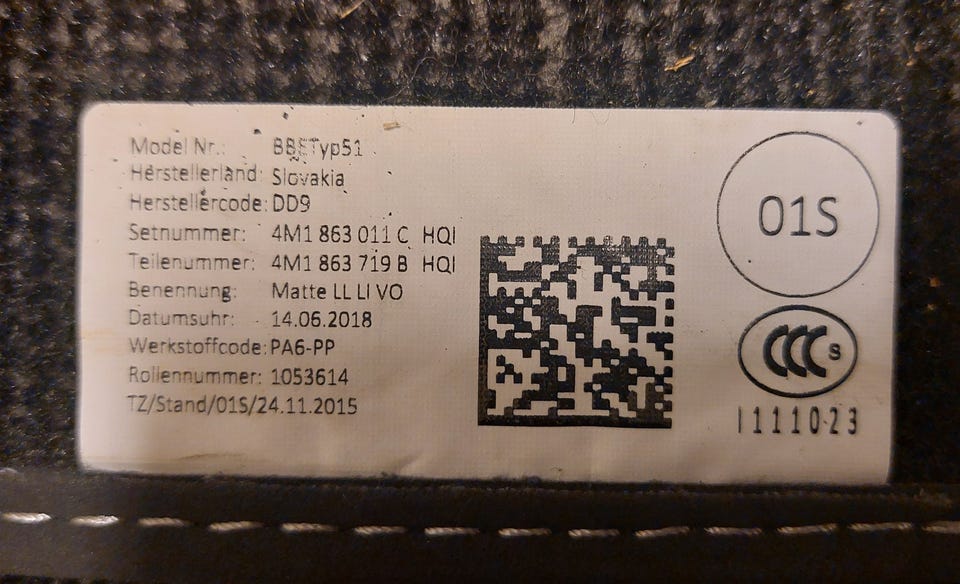 Model Nr.: BBETyp51
Herstellerland: Slovakia
Herstellercode: DD9
Setnummer: 4M1 863 011 C HQI
Teilenummer: 4M1 863 719 B HQI
Benennung: Matte LL LI VO
Datumsuhr: 14.06.2018
Werkstoffcode: PA6-PP
Rollennummer: 1053614
TZ/Stand/01S/24.11.2015
01S
CCC S
I111023